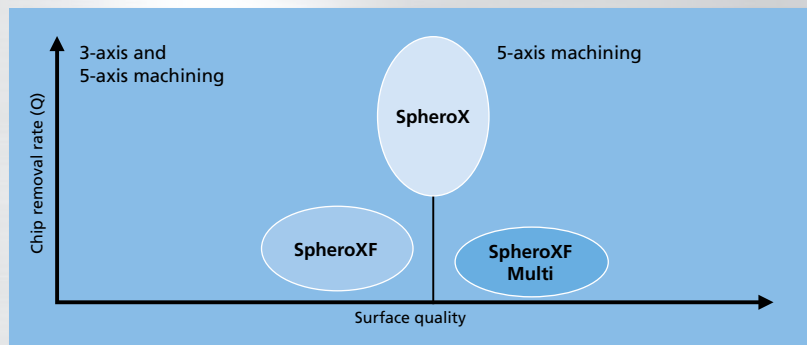 3-axis and
5-axis machining
5-axis machining
Chip removal rate (Q)
SpheroX
SpheroXF
SpheroXF
Multi
Surface quality